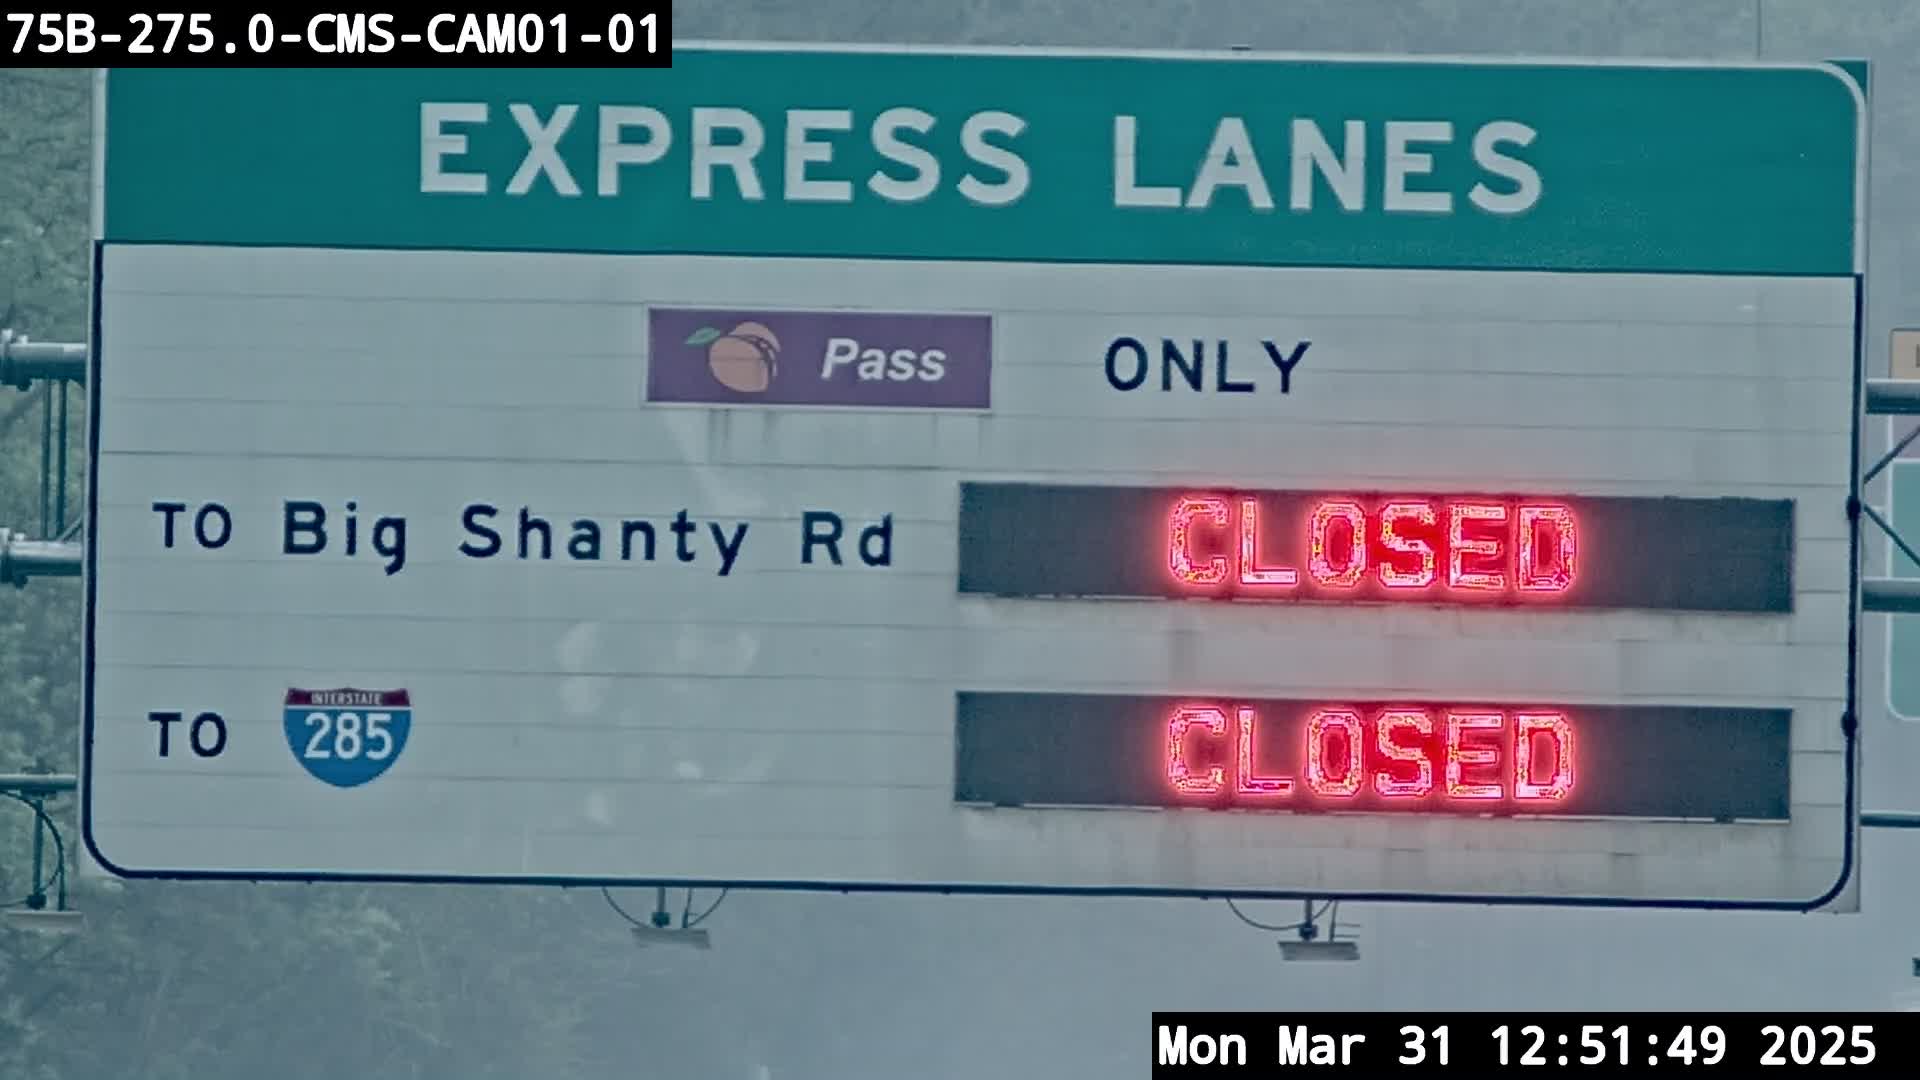 75B-275.0-CMS-CAM01-01
EXPRESS LANES
Pass ONLY
TO Big Shanty Rd CLOSED
TO INTERSTATE 285 CLOSED
Mon Mar 31 12:51:49 2025